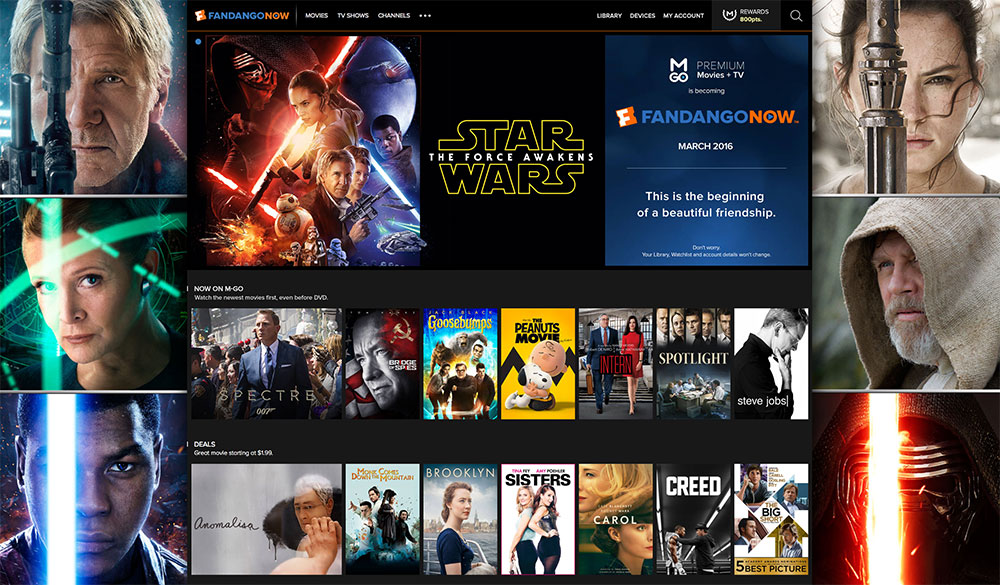 FANDANGONOW MOVIES TV SHOWS CHANNELS LIBRARY DEVICES MY ACCOUNT REWARDS
800pts.
M
GO
PREMIUM
Movies + TV
is becoming
FANDANGONOW
MARCH 2016
This is the beginning
of a beautiful friendship.
Don't worry.
Your Library, Watchlist and account details won't change.
STAR
THE FORCE AWAKENS
WARS
NOW ON M-GO
Watch the newest movies first, even before DVD.
SPECTRE
007
BRIDGE
OF SPIES
JACK BLACK
Goosebumps
THE
PEANUTS
MOVIE
THE
INTERN
SPOTLIGHT
steve jobs
DEALS
Great movie starting at $1.99.
Anomalisa
MONK COMES
DOWN THE MOUNTAIN
BROOKLYN
TINA FEY AMY POEHLER
SISTERS
CATE BLANCHETT
CAROL
CREED
THE
BIG
SHORT
5 ACADEMY AWARD NOMINATIONS
BEST PICTURE